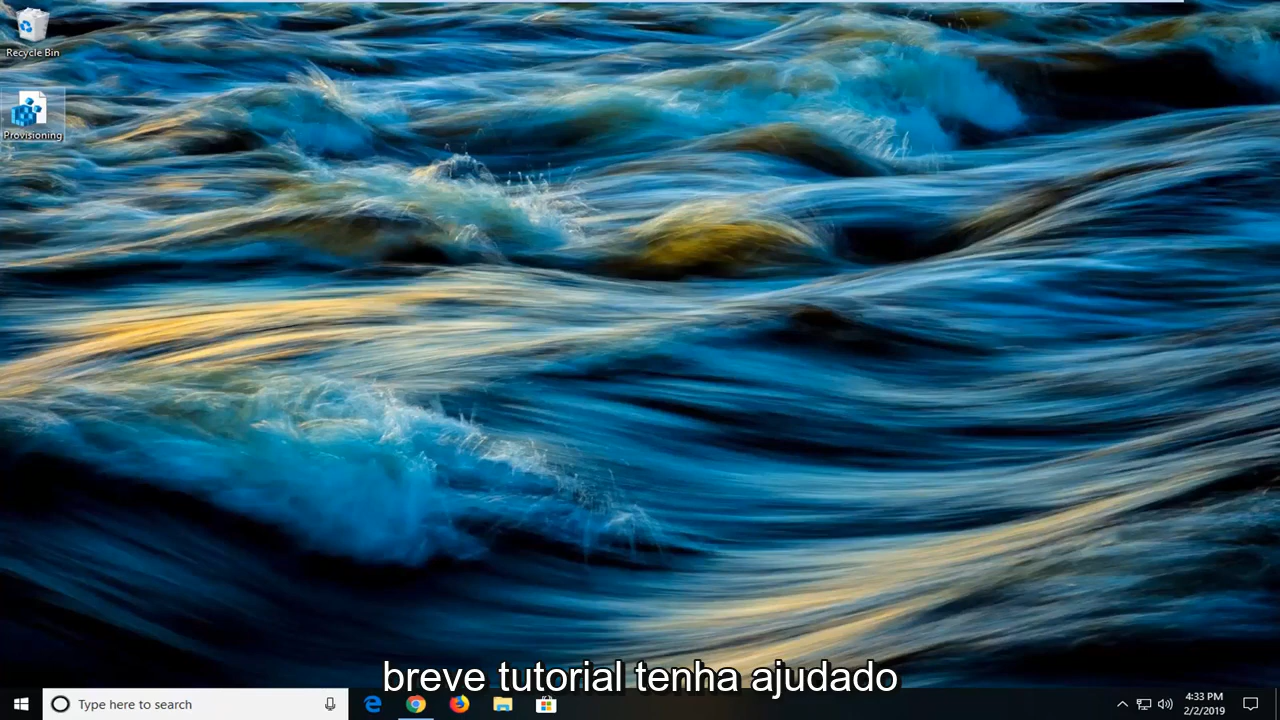 Recycle Bin
Provisioning
breve tutorial tenha ajudado
Type here to search
4:33 PM
2/2/2019